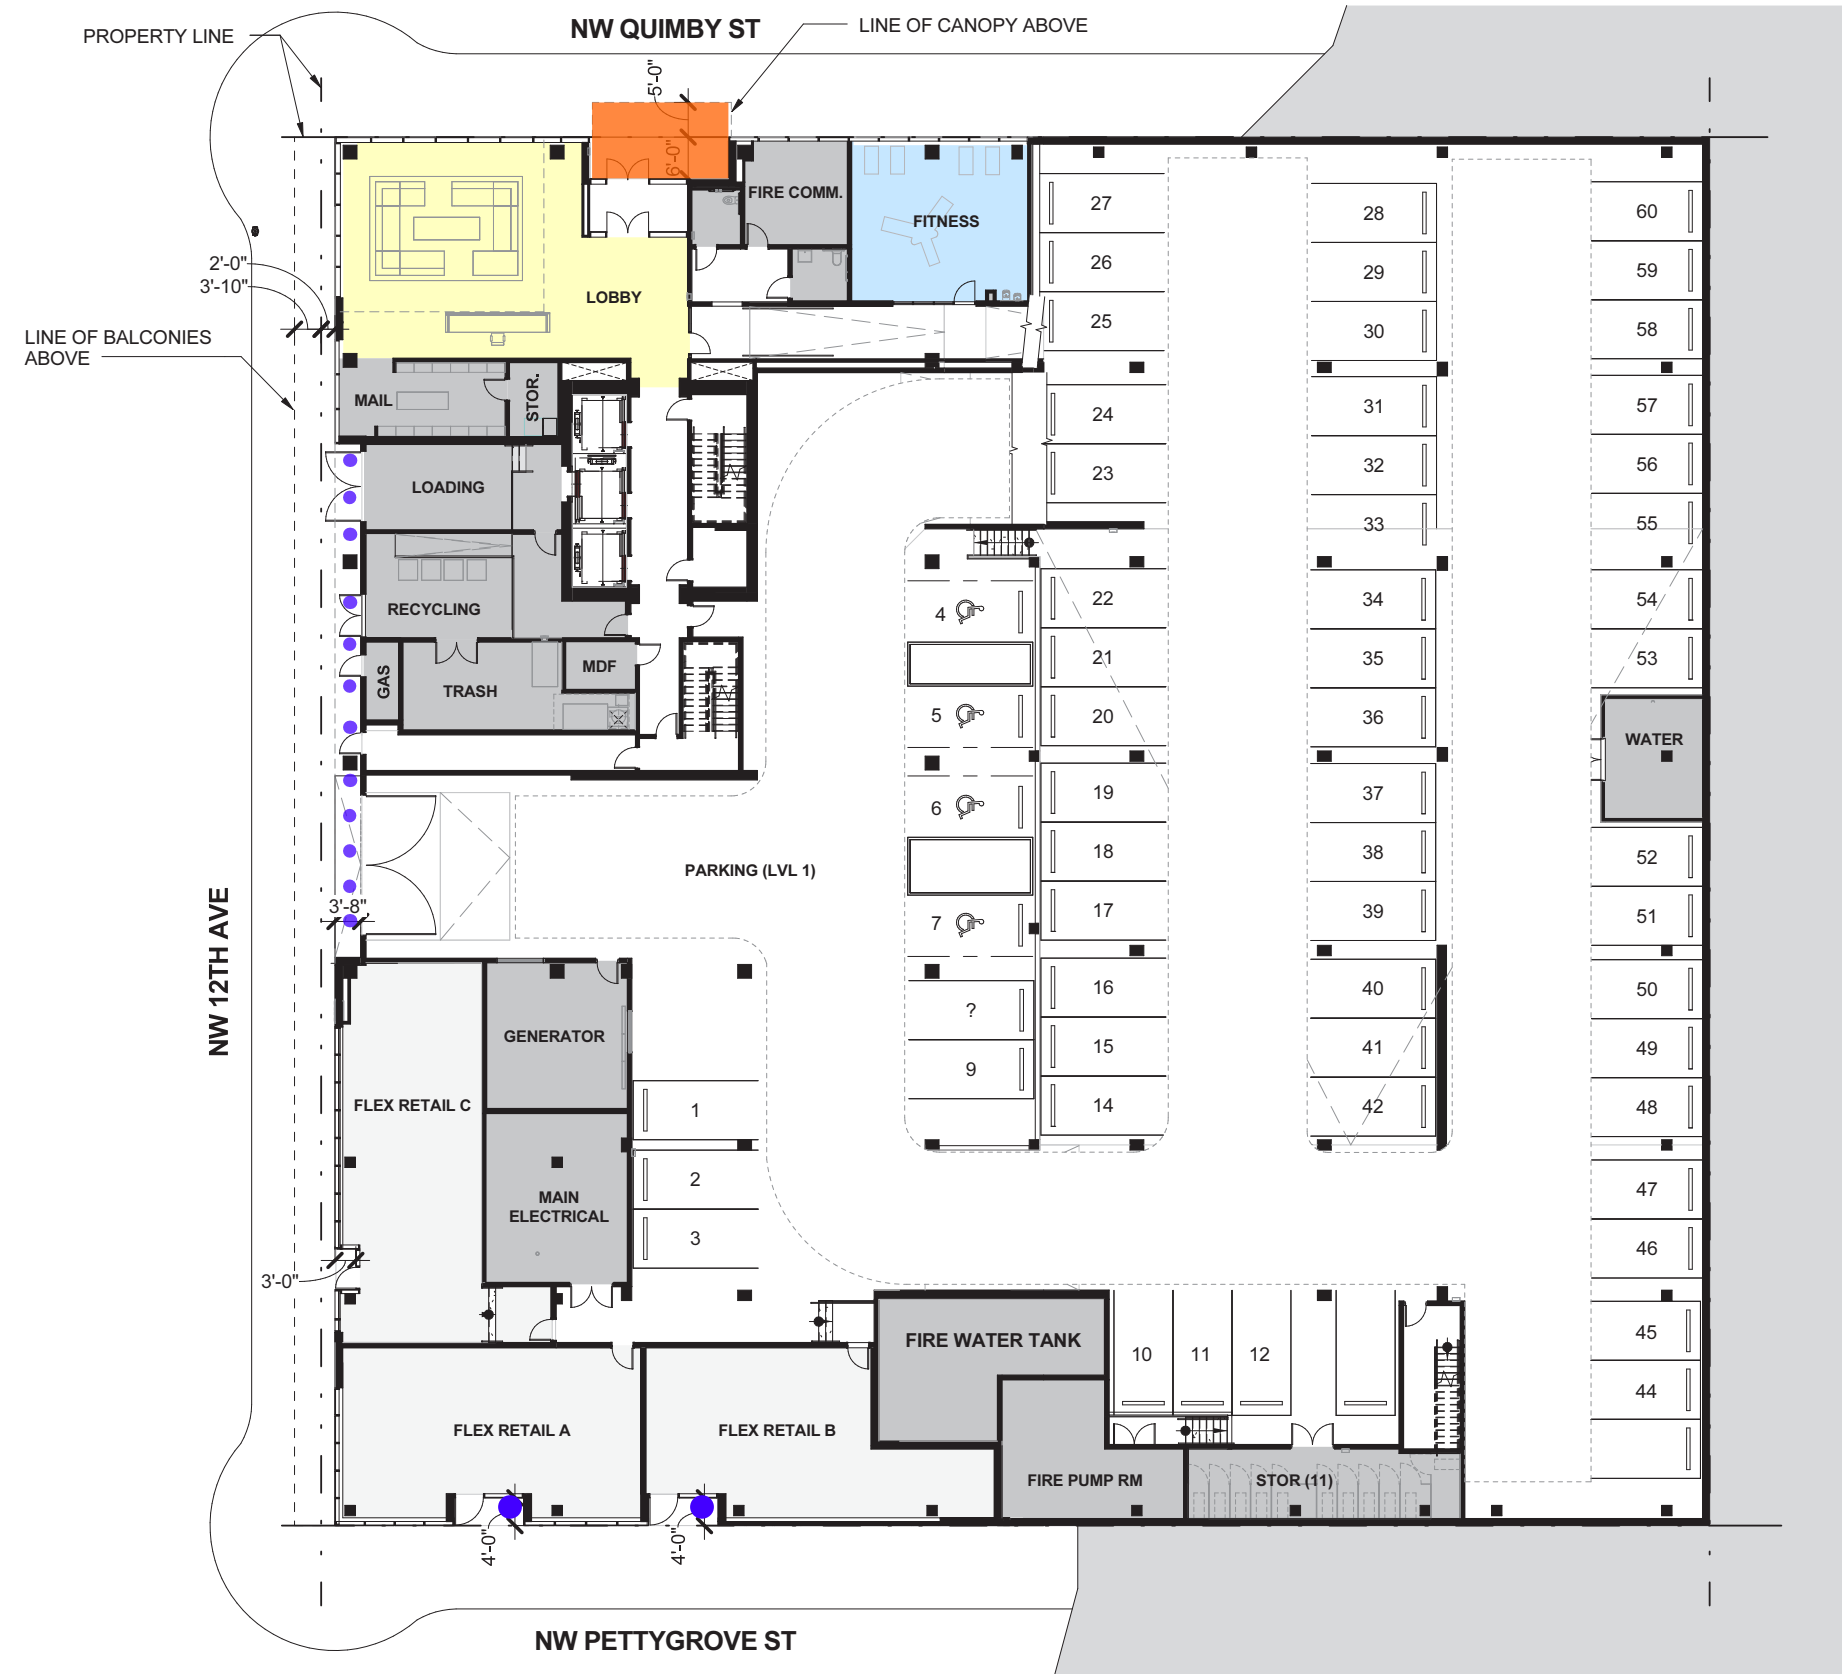 NW QUIMBY ST
LINE OF CANOPY ABOVE
PROPERTY LINE
5'-0"
6'-0"
FIRE COMM.
FITNESS
LOBBY
2'-0"
3'-10"
LINE OF BALCONIES
ABOVE
MAIL
STOR.
LOADING
RECYCLING
GAS
TRASH
MDF
PARKING (LVL 1)
3'-8"
NW 12TH AVE
GENERATOR
FLEX RETAIL C
MAIN
ELECTRICAL
3'-0"
1
2
3
4
5
6
7
?
9
27
26
25
24
23
22
21
20
19
18
17
16
15
14
28
29
30
31
32
33
34
35
36
37
38
39
40
41
42
60
59
58
57
56
55
54
53
WATER
52
51
50
49
48
47
46
45
44
FIRE WATER TANK
10
11
12
FLEX RETAIL A
FLEX RETAIL B
FIRE PUMP RM
STOR (11)
4'-0"
4'-0"
NW PETTYGROVE ST